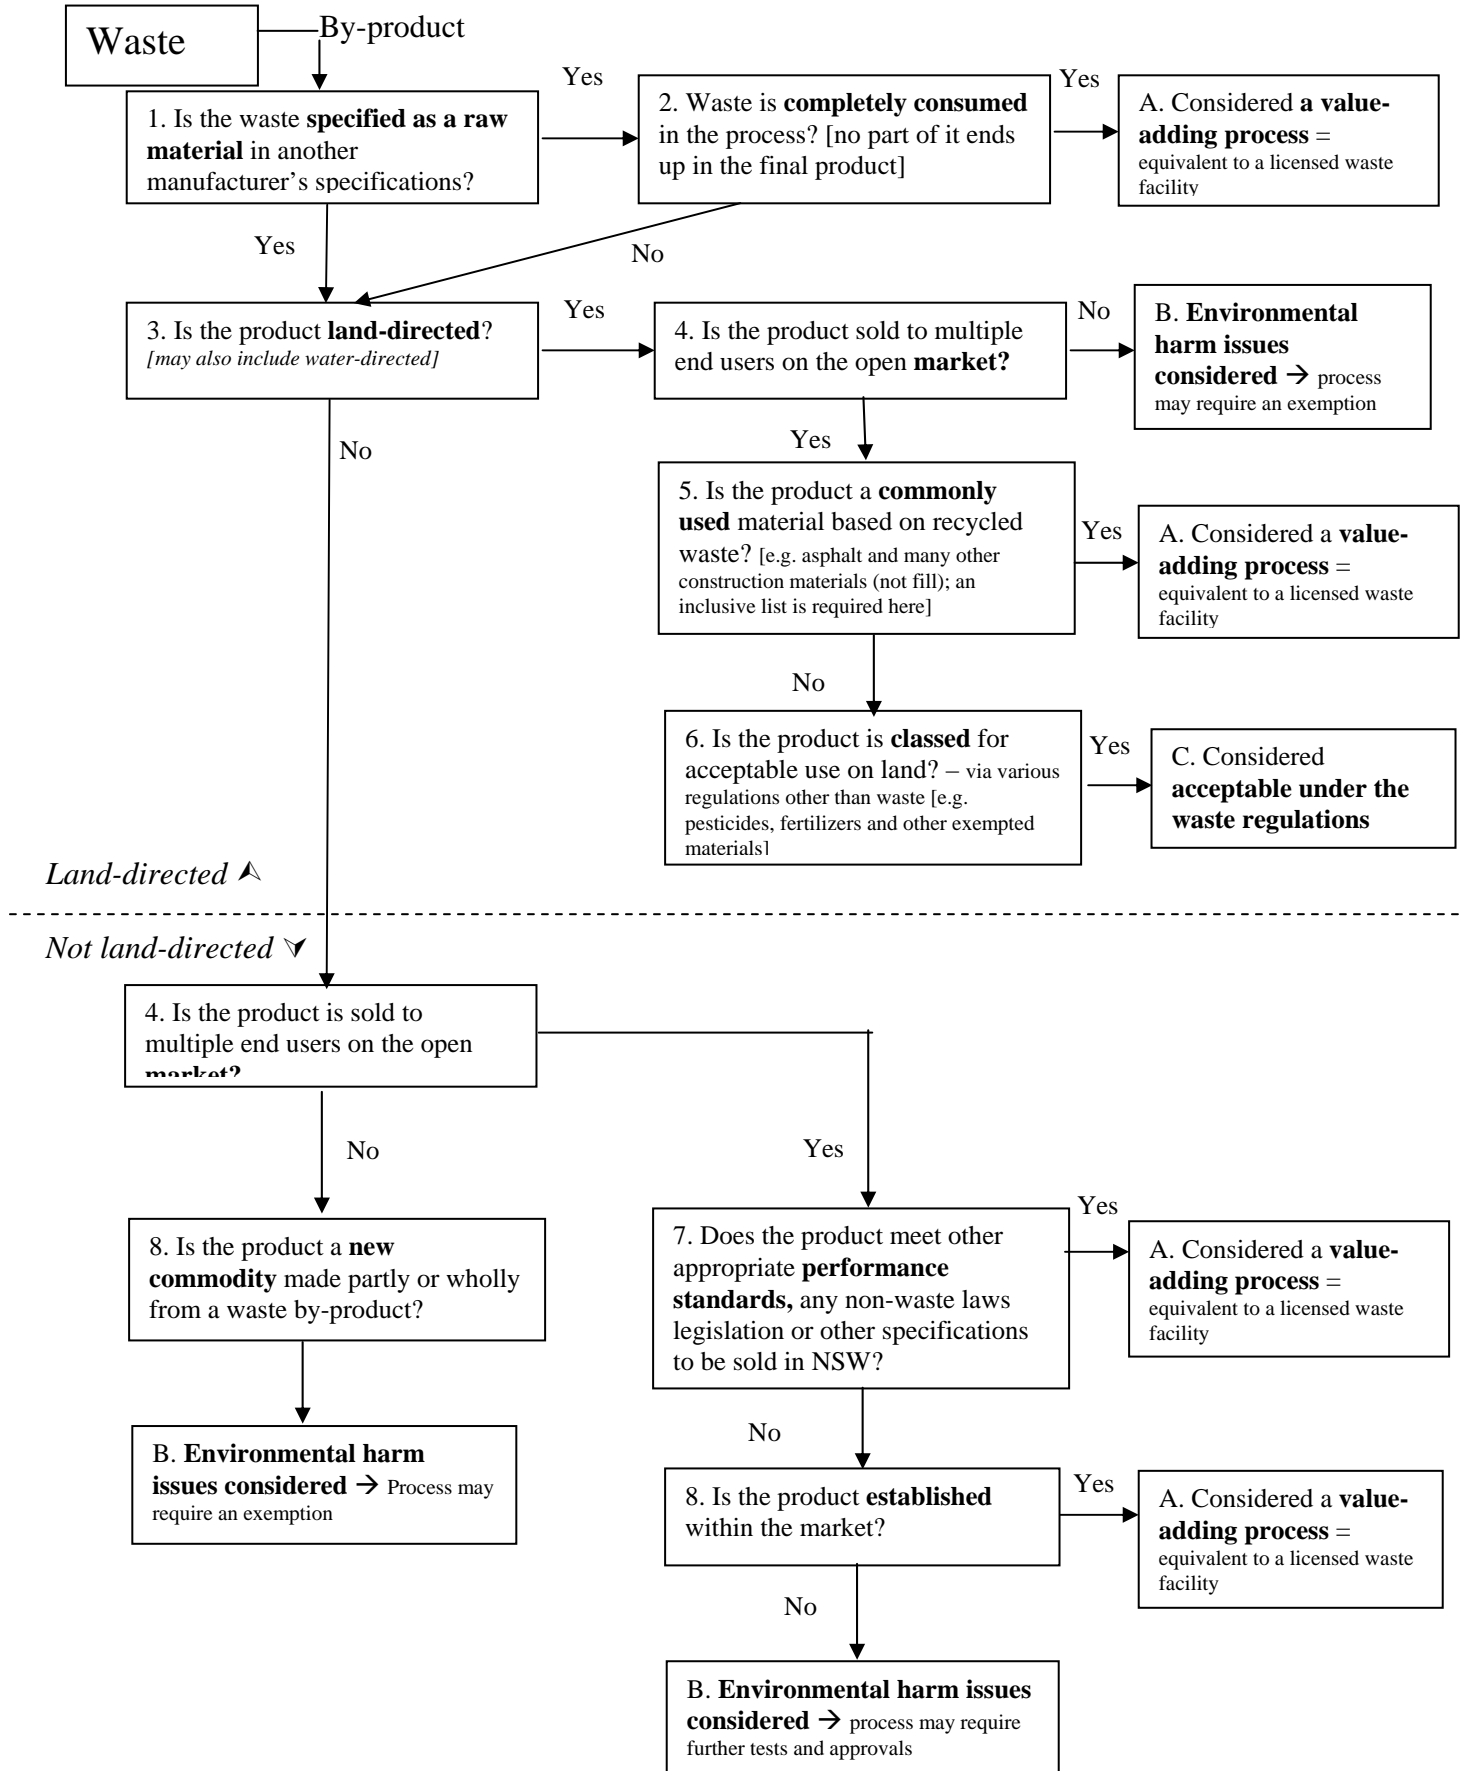 Waste
By-product
1. Is the waste specified as a raw
material in another
manufacturer's specifications?
Yes
2. Waste is completely consumed
in the process? [no part of it ends
up in the final product]
Yes
A. Considered a value-
adding process =
equivalent to a licensed waste
facility
Yes
No
3. Is the product land-directed?
[may also include water-directed]
Yes
4. Is the product sold to multiple
end users on the open market?
No
B. Environmental
harm issues
considered → process
may require an exemption
No
Yes
5. Is the product a commonly
used material based on recycled
waste? [e.g. asphalt and many other
construction materials (not fill); an
inclusive list is required here]
Yes
A. Considered a value-
adding process =
equivalent to a licensed waste
facility
No
6. Is the product is classed for
acceptable use on land? – via various
regulations other than waste [e.g.
pesticides, fertilizers and other exempted
materials]
Yes
C. Considered
acceptable under the
waste regulations
Land-directed
Not land-directed
4. Is the product is sold to
multiple end users on the open
market?
No
Yes
8. Is the product a new
commodity made partly or wholly
from a waste by-product?
7. Does the product meet other
appropriate performance
standards, any non-waste laws
legislation or other specifications
to be sold in NSW?
Yes
A. Considered a value-
adding process =
equivalent to a licensed waste
facility
B. Environmental harm
issues considered → Process may
require an exemption
No
8. Is the product established
within the market?
Yes
A. Considered a value-
adding process =
equivalent to a licensed waste
facility
No
B. Environmental harm issues
considered → process may require
further tests and approvals